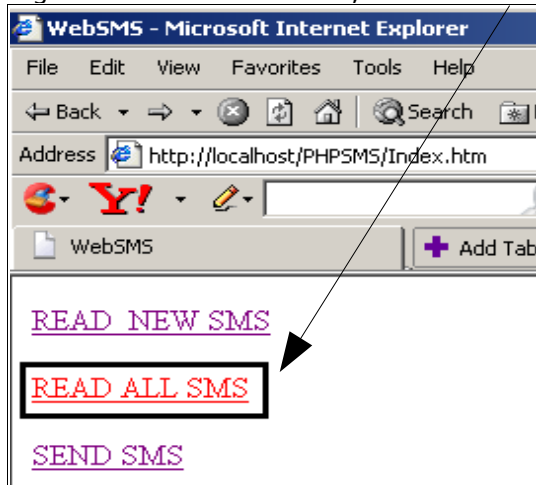 WebSMS - Microsoft Internet Explorer
File Edit View Favorites Tools Help
Back Search
Address http://localhost/PHPSMS/Index.htm
Y!
WebSMS Add Tab
READ NEW SMS
READ ALL SMS
SEND SMS